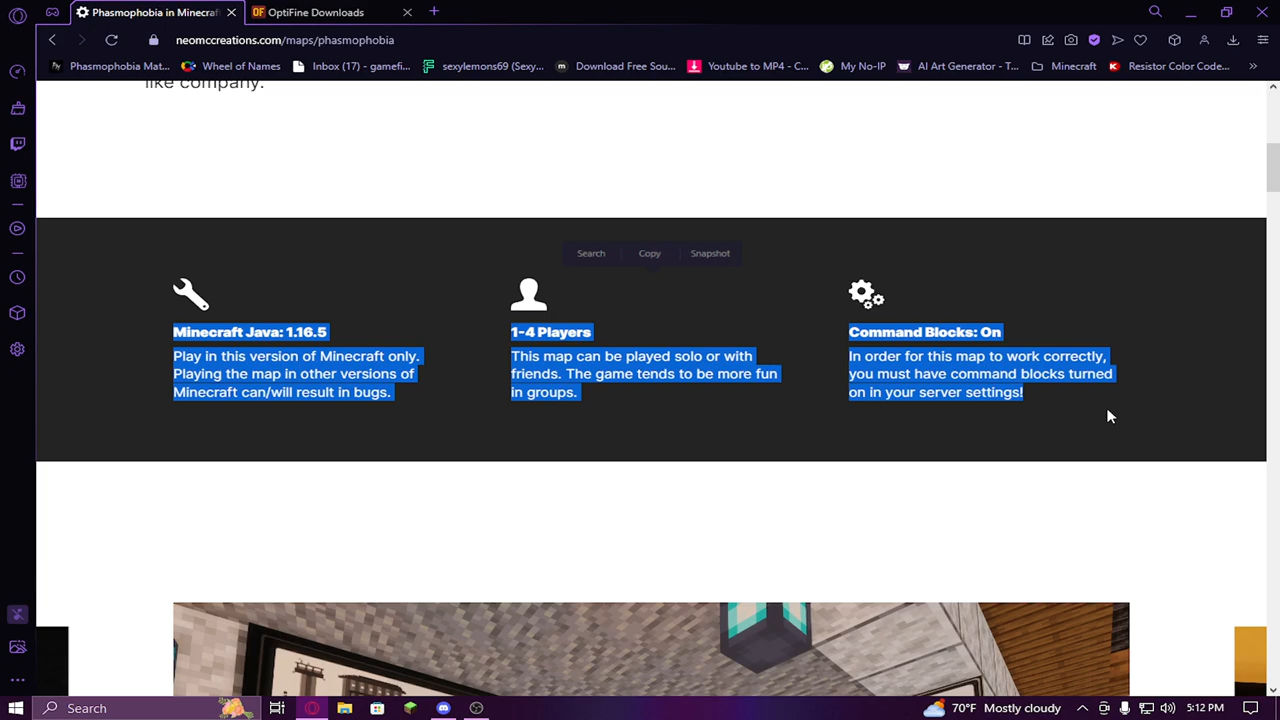 Phasmophobia in Minecraf
OptiFine Downloads
neomccreations.com/maps/phasmophobia
Phasmophobia Mat...
Wheel of Names
Inbox (17) - gamefi...
sexylemons69 (Sexy...
Download Free Sou...
Youtube to MP4 - C...
My No-IP
AI Art Generator - T...
Minecraft
Resistor Color Code...
like company.
Search
Copy
Snapshot
Minecraft Java: 1.16.5
Play in this version of Minecraft only.
Playing the map in other versions of
Minecraft can/will result in bugs.
1-4 Players
This map can be played solo or with
friends. The game tends to be more fun
in groups.
Command Blocks: On
In order for this map to work correctly,
you must have command blocks turned
on in your server settings!
Search
70°F Mostly cloudy
5:12 PM